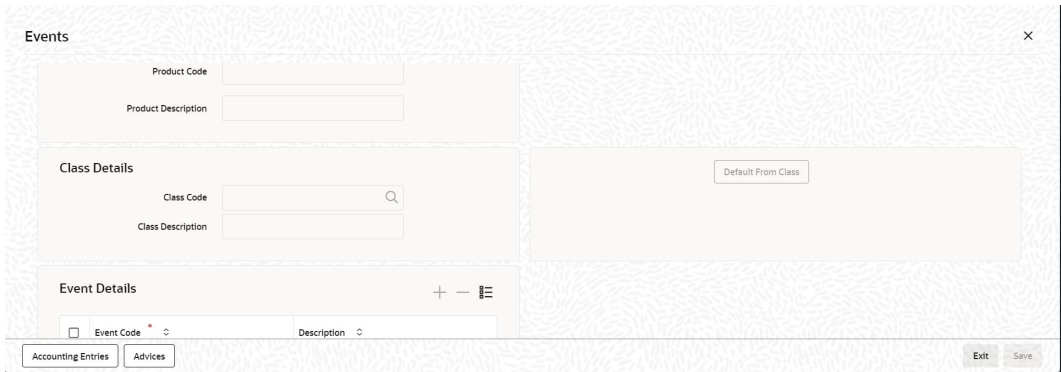 Events
Product Code
Product Description
Class Details
Class Code
Class Description
Default From Class
Event Details
Event Code * Description
Accounting Entries Advices Exit Save